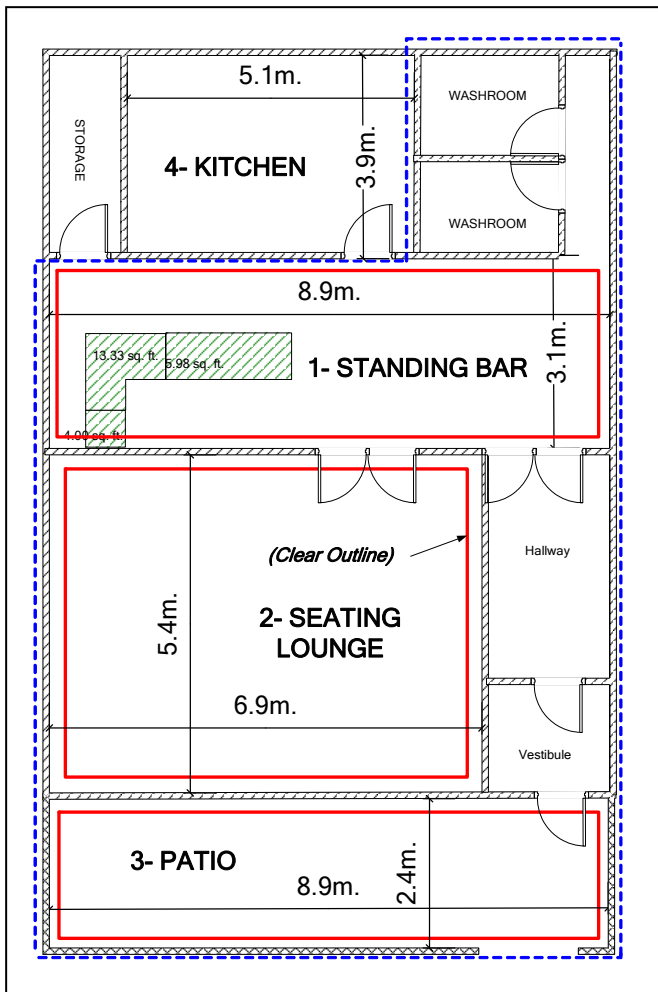 5.1m.
WASHROOM
STORAGE
4- KITCHEN
3.9m.
WASHROOM
8.9m.
3.1m.
13.33 sq. ft.
5.98 sq. ft.
1- STANDING BAR
4.00 sq. ft.
(Clear Outline)
Hallway
5.4m.
2- SEATING
LOUNGE
6.9m.
Vestibule
3- PATIO
2.4m.
8.9m.